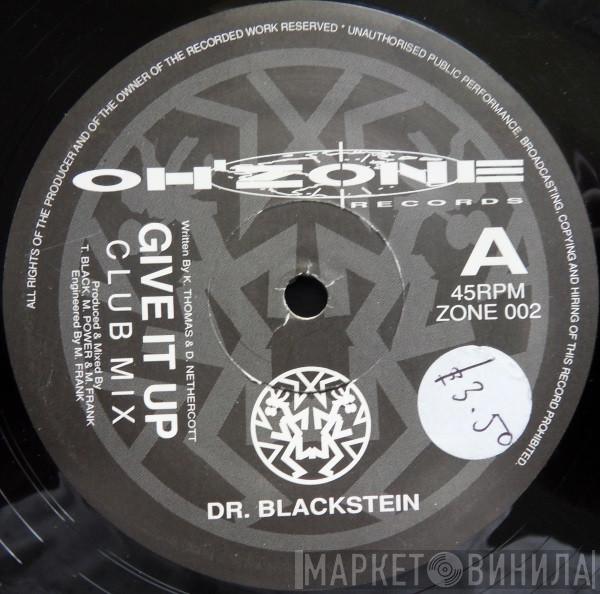 ALL RIGHTS OF THE PRODUCER AND OF THE OWNER OF THE RECORDED WORK RESERVED * UNAUTHORISED PUBLIC PERFORMANCE, BROADCASTING, COPYING AND HIRING OF THIS RECORD PROHIBITED.
OH'ZONE
RECORDS
A
45RPM
ZONE 002
$3.50
GIVE IT UP
CLUB MIX
Written By K. THOMAS & D. NETHERCOTT
Produced & Mixed By
T. BLACK, M. POWER & M. FRANK
Engineered By M. FRANK
DR. BLACKSTEIN
МАРКЕТ ВИНИЛА